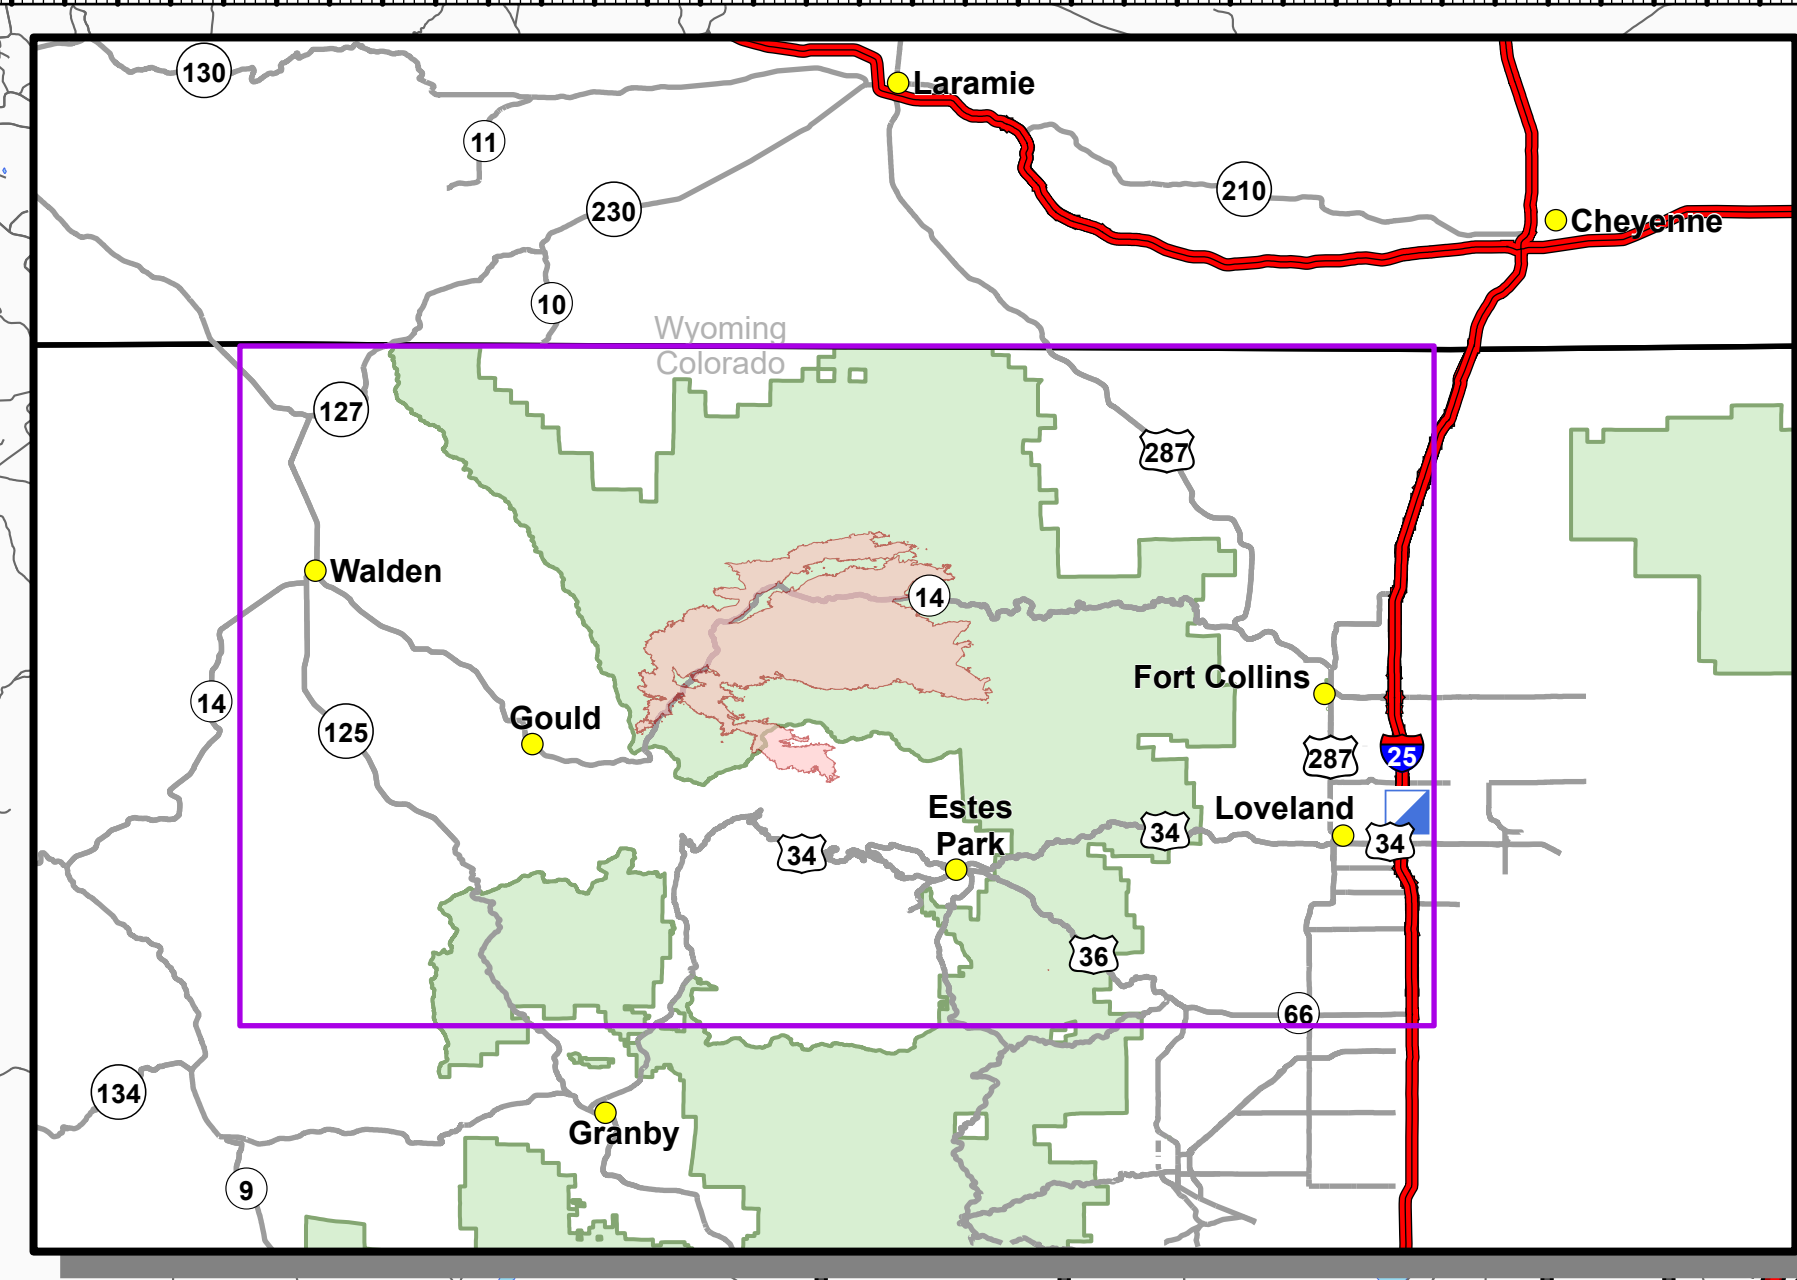 130
Laramie
11
210
230
Cheyenne
10
Wyoming
Colorado
127
287
Walden
14
Fort Collins
14
Gould
125
287
25
Estes
Park
Loveland
34
34
34
36
66
134
Granby
9